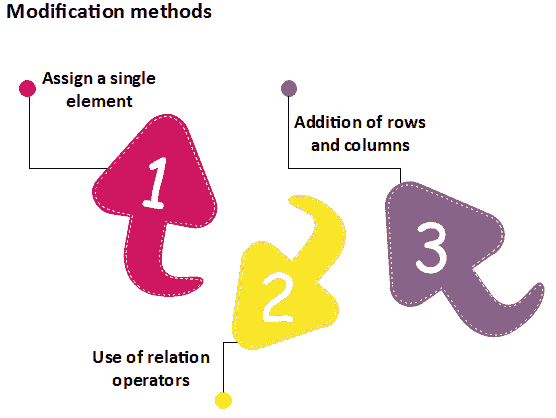 Modification methods
Assign a single
element
1
Addition of rows
and columns
3
2
Use of relation
operators